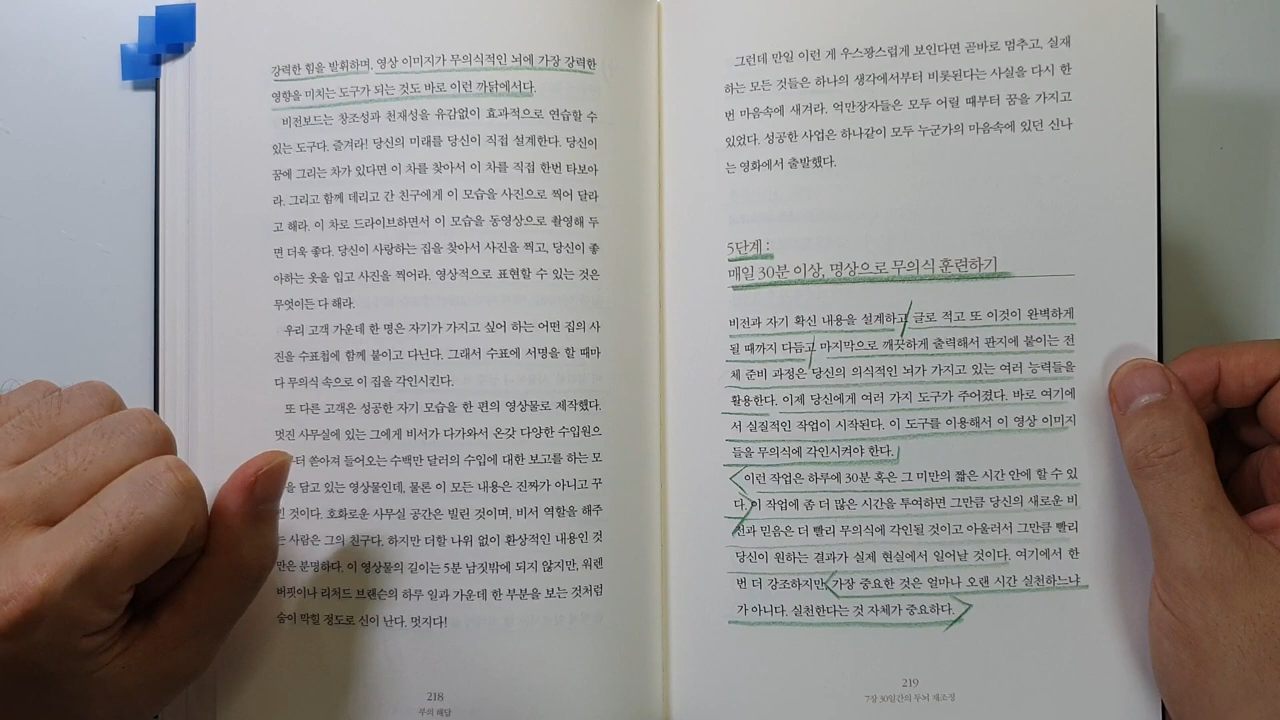 강력한 힘을 발휘하며, 영상 이미지가 무의식적인 뇌에 가장 강력한
영향을 미치는 도구가 되는 것도 바로 이런 까닭에서다.
비전보드는 창조성과 천재성을 유감없이 효과적으로 연습할 수
있는 도구다. 즐겨라! 당신의 미래를 당신이 직접 설계한다. 당신이
꿈에 그리는 차가 있다면 이 차를 찾아서 이 차를 직접 한번 타보아
라. 그리고 함께 데리고 간 친구에게 이 모습을 사진으로 찍어 달라
고 해라. 이 차로 드라이브하면서 이 모습을 동영상으로 촬영해 두
면 더욱 좋다. 당신이 사랑하는 집을 찾아서 사진을 찍고, 당신이 좋
아하는 옷을 입고 사진을 찍어라. 영상적으로 표현할 수 있는 것은
무엇이든 다 해라.
우리 고객 가운데 한 명은 자기가 가지고 싶어 하는 어떤 집의 사
진을 수표첩에 함께 붙이고 다닌다. 그래서 수표에 서명을 할 때마
다 무의식 속으로 이 집을 각인시킨다.
또 다른 고객은 성공한 자기 모습을 한 편의 영상물로 제작했다.
멋진 사무실에 있는 그에게 비서가 다가와서 온갖 다양한 수입원으
터 쏟아져 들어오는 수백만 달러의 수입에 대한 보고를 하는 모
을 담고 있는 영상물인데, 물론 이 모든 내용은 진짜가 아니고 꾸
민 것이다. 호화로운 사무실 공간은 빌린 것이며, 비서 역할을 해주
는 사람은 그의 친구다. 하지만 더할 나위 없이 환상적인 내용인 것
만은 분명하다. 이 영상물의 길이는 5분 남짓밖에 되지 않지만, 워렌
버핏이나 리처드 브랜슨의 하루 일과 가운데 한 부분을 보는 것처럼
숨이 막힐 정도로 신이 난다. 멋지다!
218
부의 해답
그런데 만일 이런 게 우스꽝스럽게 보인다면 곧바로 멈추고, 실재
하는 모든 것들은 하나의 생각에서부터 비롯된다는 사실을 다시 한
번 마음속에 새겨라. 억만장자들은 모두 어릴 때부터 꿈을 가지고
있었다. 성공한 사업은 하나같이 모두 누군가의 마음속에 있던 신나
는 영화에서 출발했다.
5단계 :
매일 30분 이상, 명상으로 무의식 훈련하기
비전과 자기 확신 내용을 설계하고 글로 적고 또 이것이 완벽하게
될 때까지 다듬고 마지막으로 깨끗하게 출력해서 판지에 붙이는 전
체 준비 과정은 당신의 의식적인 뇌가 가지고 있는 여러 능력들을
활용한다. 이제 당신에게 여러 가지 도구가 주어졌다. 바로 여기에
서 실질적인 작업이 시작된다. 이 도구를 이용해서 이 영상 이미지
들을 무의식에 각인시켜야 한다.
이런 작업은 하루에 30분 혹은 그 미만의 짧은 시간 안에 할 수 있
다. 이 작업에 좀 더 많은 시간을 투여하면 그만큼 당신의 새로운 비
전과 믿음은 더 빨리 무의식에 각인될 것이고 아울러서 그만큼 빨리
당신이 원하는 결과가 실제 현실에서 일어날 것이다. 여기에서 한
번 더 강조하지만, 가장 중요한 것은 얼마나 오랜 시간 실천하느냐
가 아니다. 실천한다는 것 자체가 중요하다.
219
7장 30일간의 두뇌 재조정